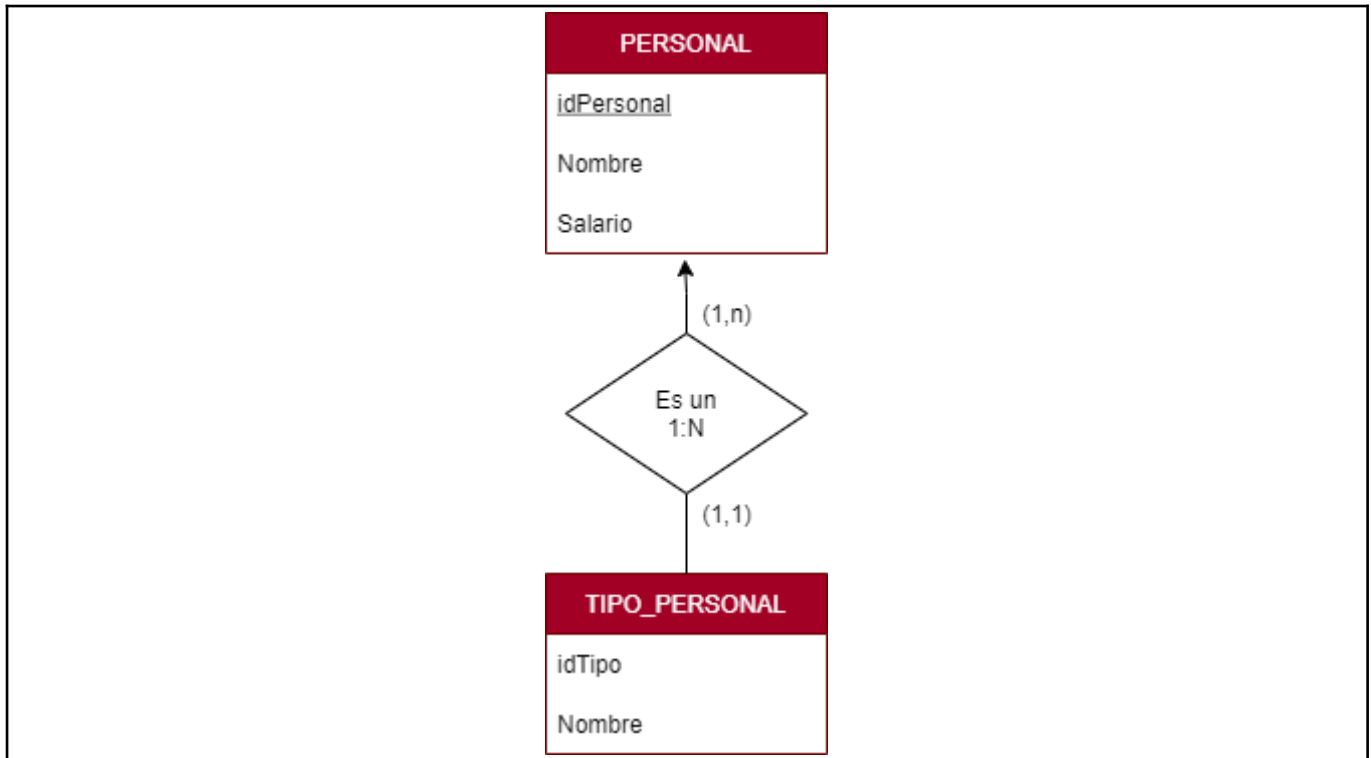 PERSONAL
idPersonal
Nombre
Salario
(1,n)
Es un
1:N
(1,1)
TIPO_PERSONAL
idTipo
Nombre